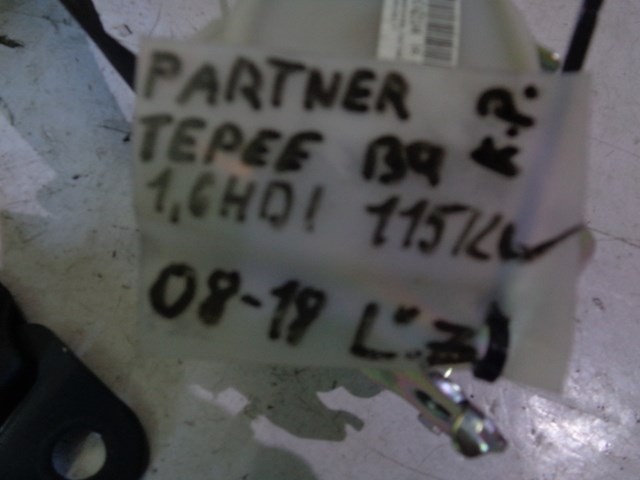 PARTNER
TEPEE B9 K.P.
1,6HDI 115KW
08-18 L.Z